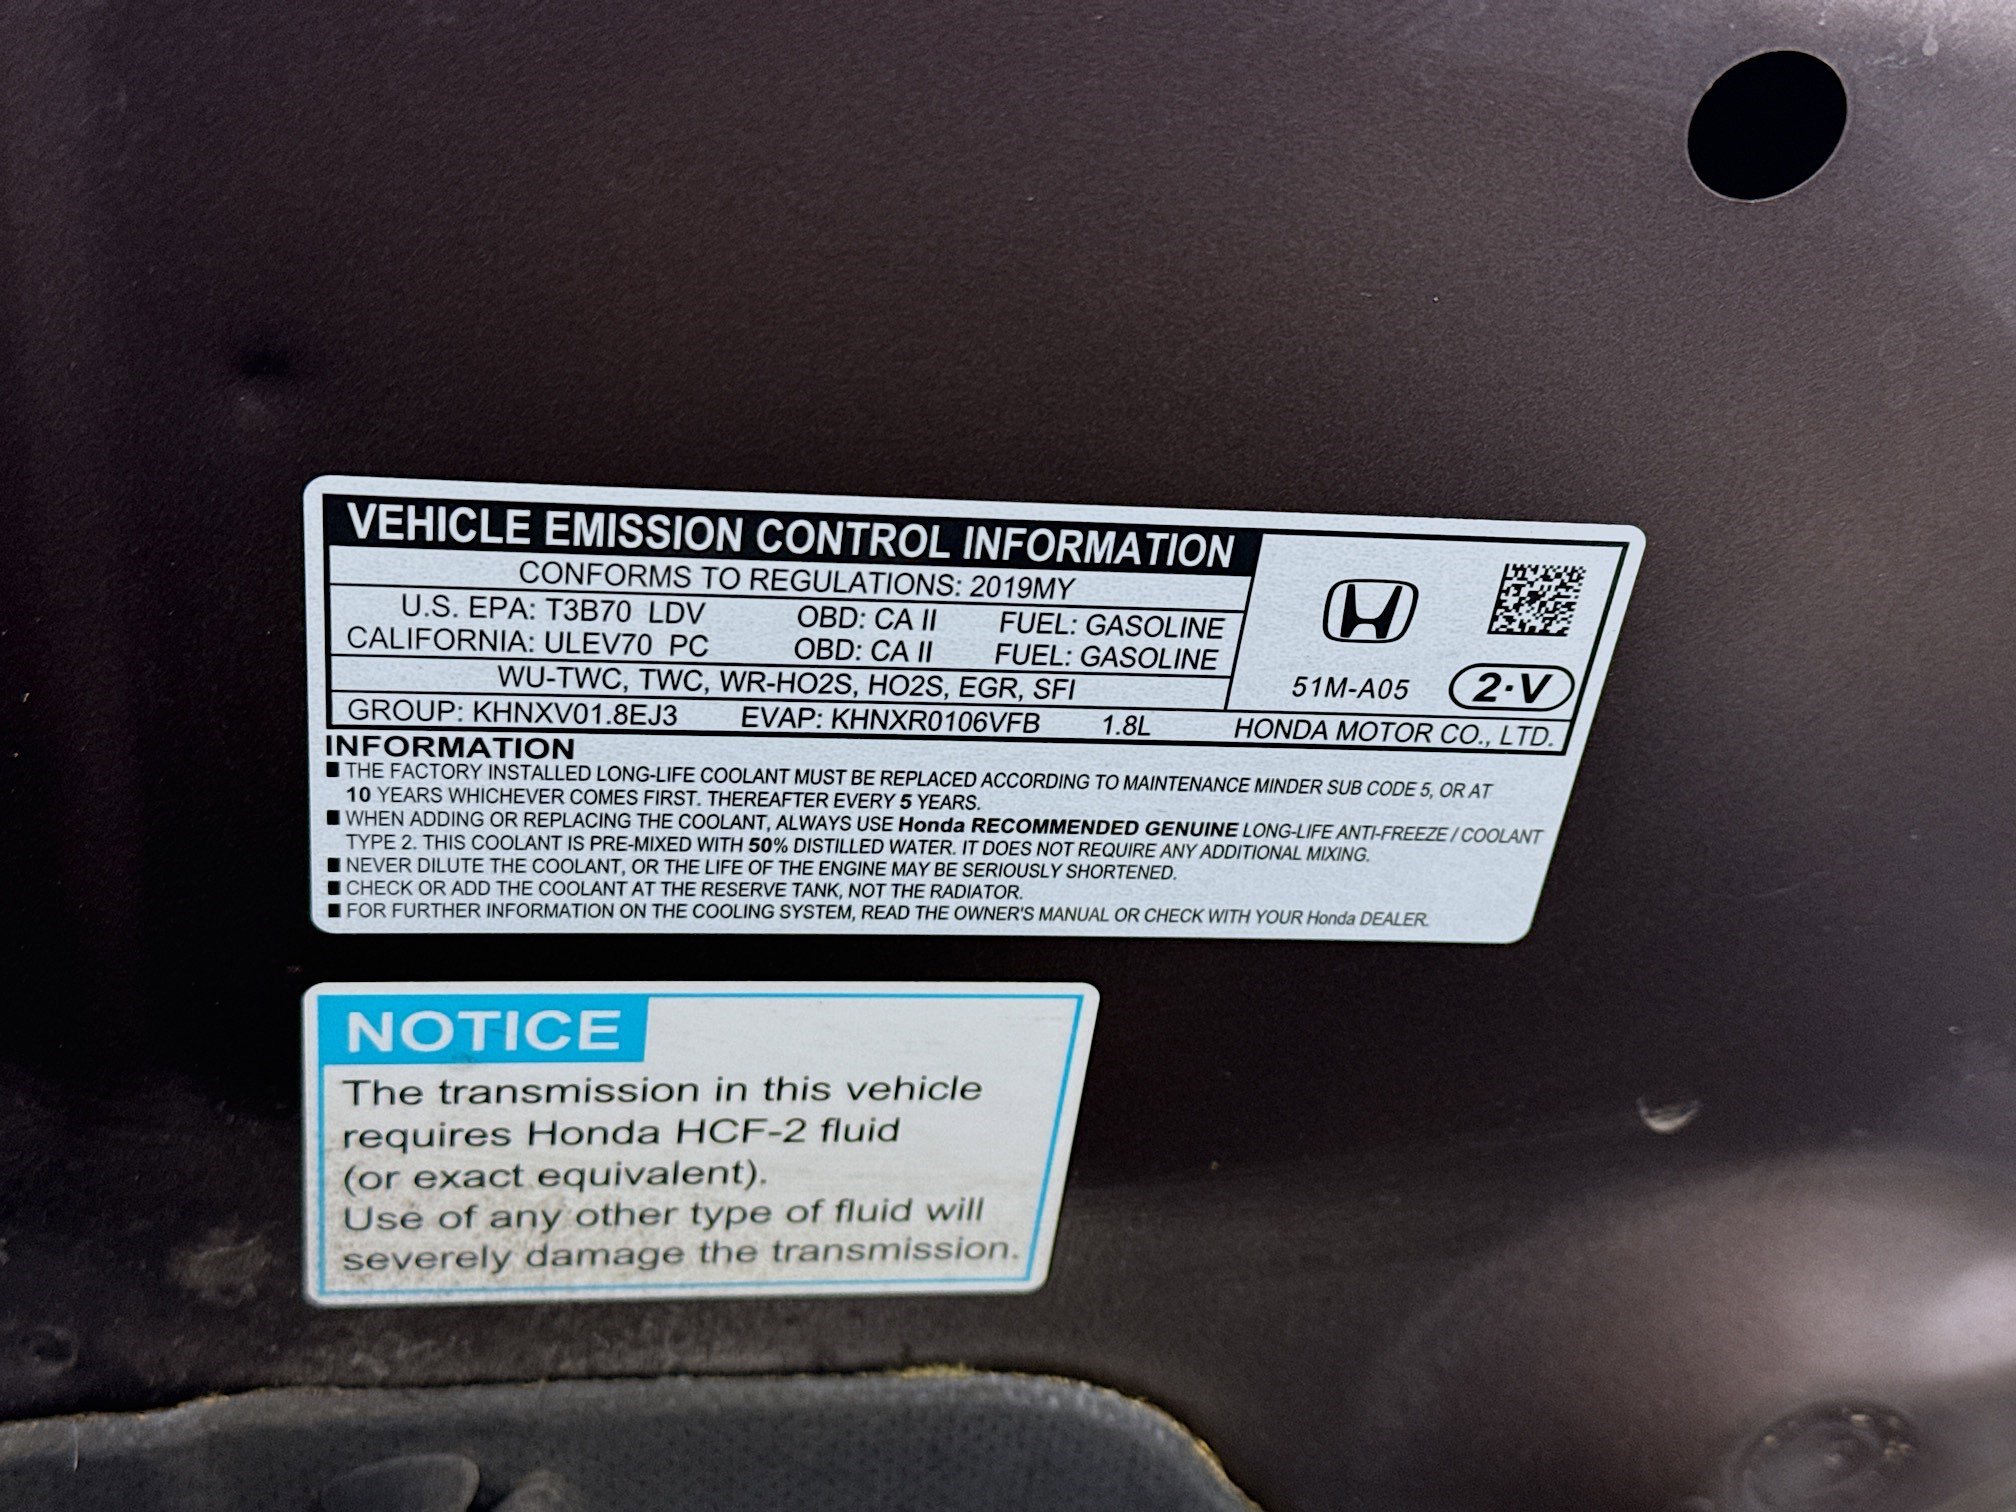 VEHICLE EMISSION CONTROL INFORMATION
CONFORMS TO REGULATIONS: 2019MY
U.S. EPA: T3B70 LDV OBD: CA II FUEL: GASOLINE
CALIFORNIA: ULEV70 PC OBD: CA II FUEL: GASOLINE
WU-TWC, TWC, WR-HO2S, HO2S, EGR, SFI
51M-A05 2·V
GROUP: KHNXV01.8EJ3 EVAP: KHNXR0106VFB 1.8L HONDA MOTOR CO., LTD.
INFORMATION
■ THE FACTORY INSTALLED LONG-LIFE COOLANT MUST BE REPLACED ACCORDING TO MAINTENANCE MINDER SUB CODE 5, OR AT
10 YEARS WHICHEVER COMES FIRST. THEREAFTER EVERY 5 YEARS.
■ WHEN ADDING OR REPLACING THE COOLANT, ALWAYS USE Honda RECOMMENDED GENUINE LONG-LIFE ANTI-FREEZE / COOLANT
TYPE 2. THIS COOLANT IS PRE-MIXED WITH 50% DISTILLED WATER. IT DOES NOT REQUIRE ANY ADDITIONAL MIXING.
■ NEVER DILUTE THE COOLANT, OR THE LIFE OF THE ENGINE MAY BE SERIOUSLY SHORTENED.
■ CHECK OR ADD THE COOLANT AT THE RESERVE TANK, NOT THE RADIATOR.
■ FOR FURTHER INFORMATION ON THE COOLING SYSTEM, READ THE OWNER'S MANUAL OR CHECK WITH YOUR Honda DEALER.
NOTICE
The transmission in this vehicle
requires Honda HCF-2 fluid
(or exact equivalent).
Use of any other type of fluid will
severely damage the transmission.